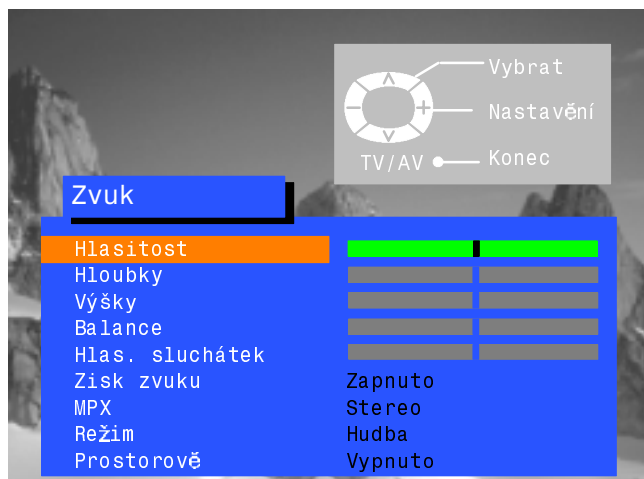 Vybrat
Nastavění
TV/AV Konec
Zvuk
Hlasitost
Hloubky
Výšky
Balance
Hlas. sluchátek
Zisk zvuku Zapnuto
MPX Stereo
Režim Hudba
Prostorově Vypnuto